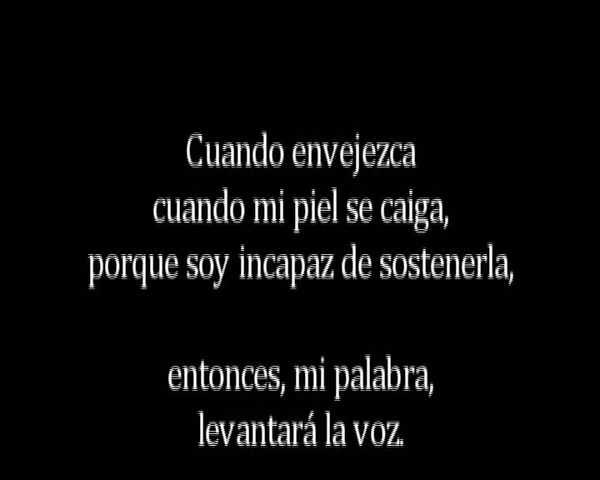 Cuando envejezca
cuando mi piel se caiga,
porque soy incapaz de sostenerla,
entonces, mi palabra,
levantará la voz.